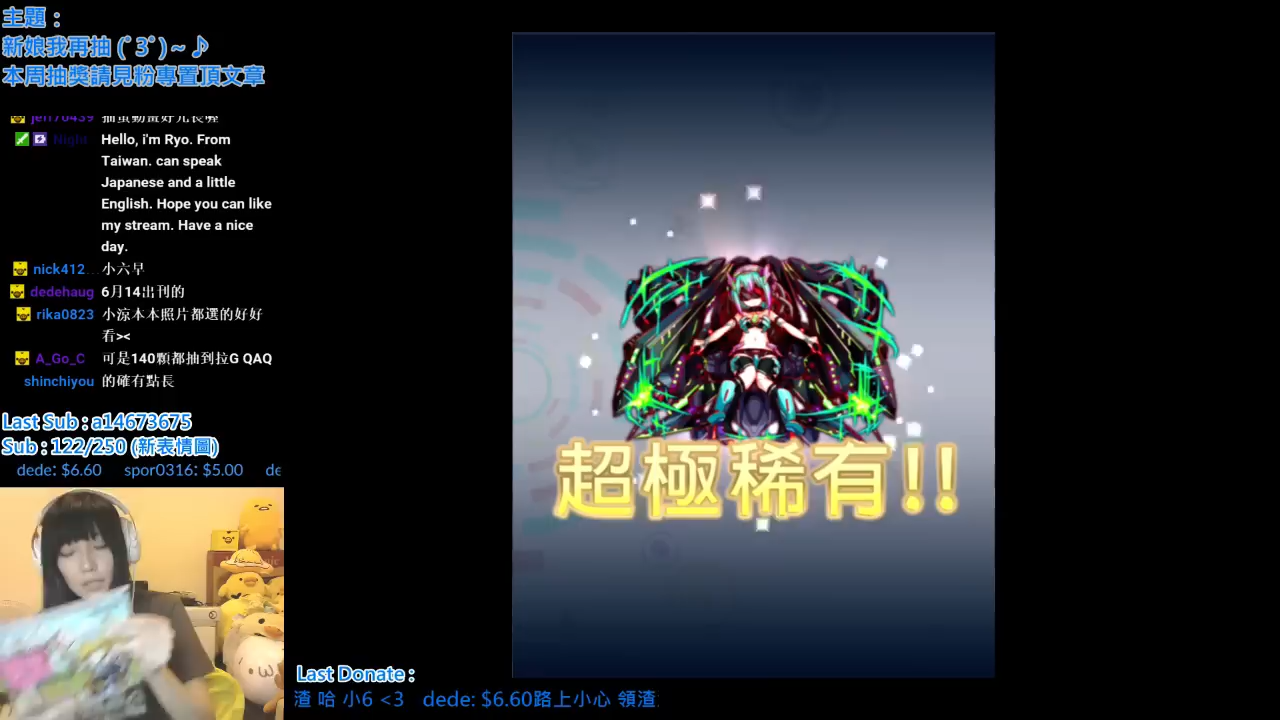 主題：
新娘我再抽 (ﾟ3ﾟ)～♪
本周抽獎請見粉專置頂文章
Night
Hello, i'm Ryo. From
Taiwan. can speak
Japanese and a little
English. Hope you can like
my stream. Have a nice
day.
nick412... 小六早
dedehaug 6月14出刊的
rika0823 小涼本本照片都選的好好
看><
A_Go_C 可是140顆都抽到拉G QAQ
shinchiyou 的確有點長
Last Sub : a14673675
Sub : 122/250 (新表情圖)
dede: $6.60 spor0316: $5.00 de
超極稀有!!
Last Donate :
渣 哈 小6 <3 dede: $6.60路上小心 領渣